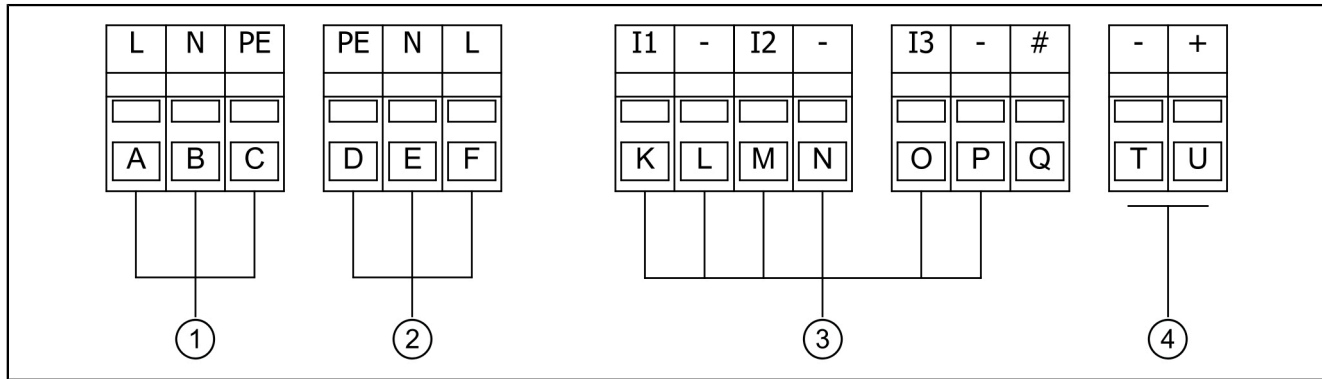 L N PE PE N L I1 - I2 - I3 - # - +
A B C D E F K L M N O P Q T U
1 2 3 4